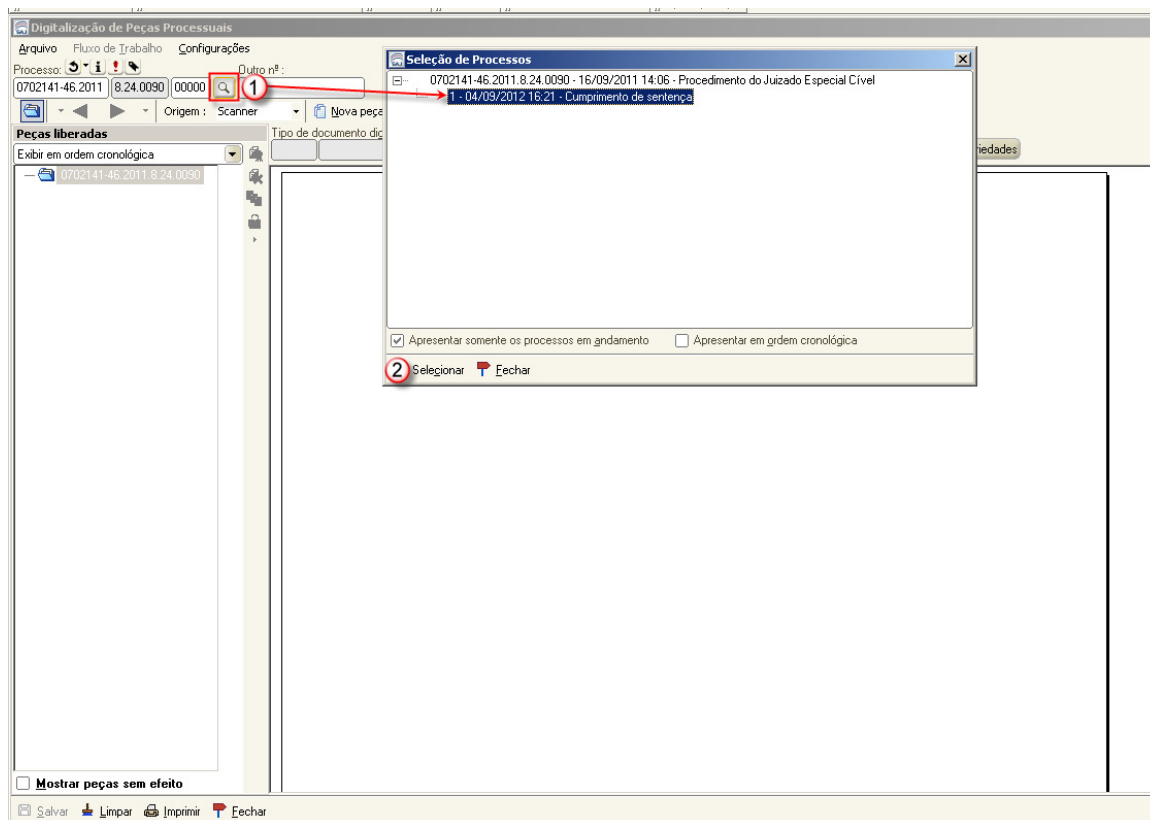 Digitalização de Peças Processuais
Arquivo Fluxo de Trabalho Configurações
Processo: Outro nº :
0702141-46.2011 8.24.0090 00000 1
Origem : Scanner Nova peça
Peças liberadas
Tipo de documento dig
Exibir em ordem cronológica
0702141-46.2011.8.24.0090
Seleção de Processos
0702141-46.2011.8.24.0090 - 16/09/2011 14:06 - Procedimento do Juizado Especial Cível
1 - 04/09/2012 16:21 - Cumprimento de sentença
riedades
Apresentar somente os processos em andamento Apresentar em ordem cronológica
2 Selecionar Fechar
Mostrar peças sem efeito
Salvar Limpar Imprimir Fechar